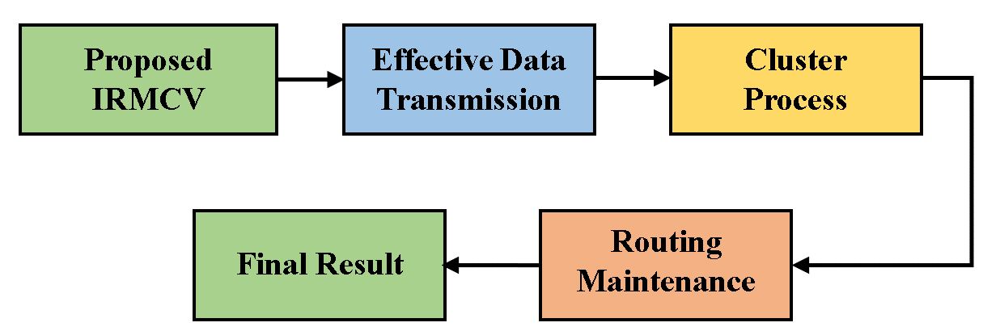 Proposed
IRMCV
Effective Data
Transmission
Cluster
Process
Routing
Maintenance
Final Result